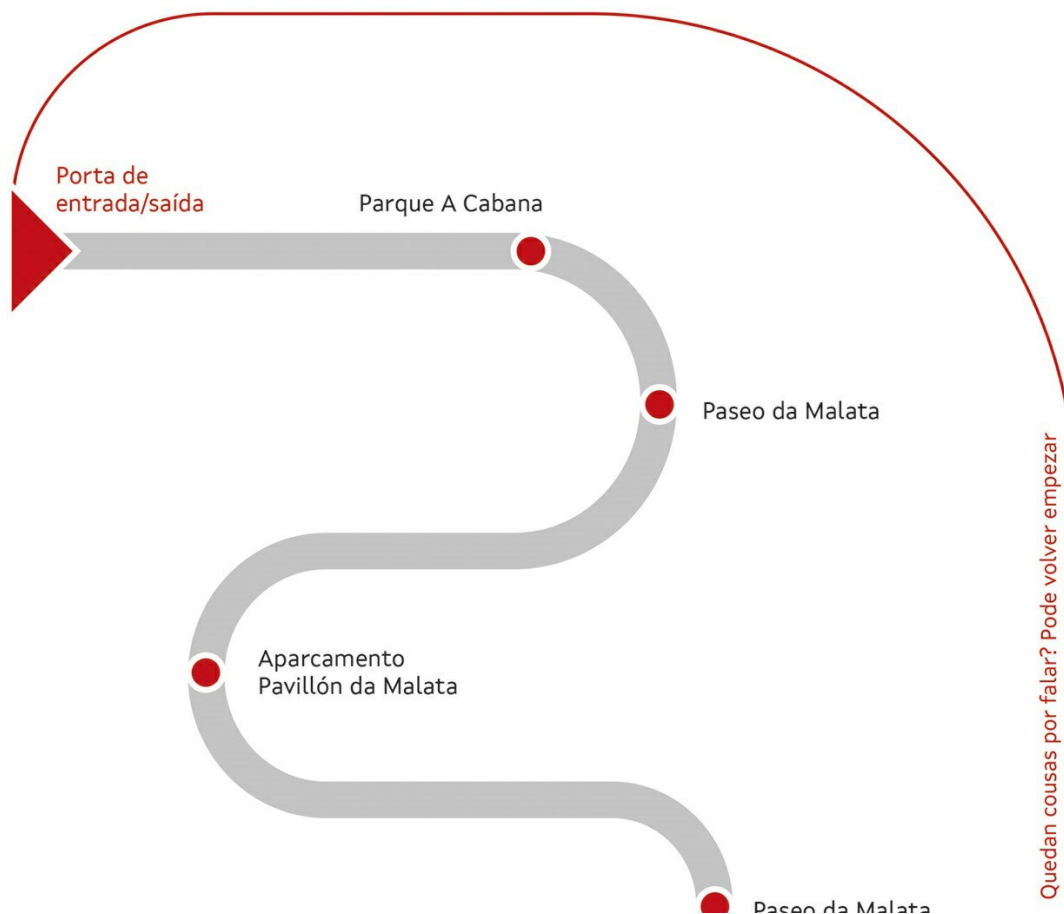 Porta de
entrada/saída
Parque A Cabana
Paseo da Malata
Quedan cousas por falar? Pode volver empezar
Aparcamento
Pavillón da Malata
Paseo da Malata